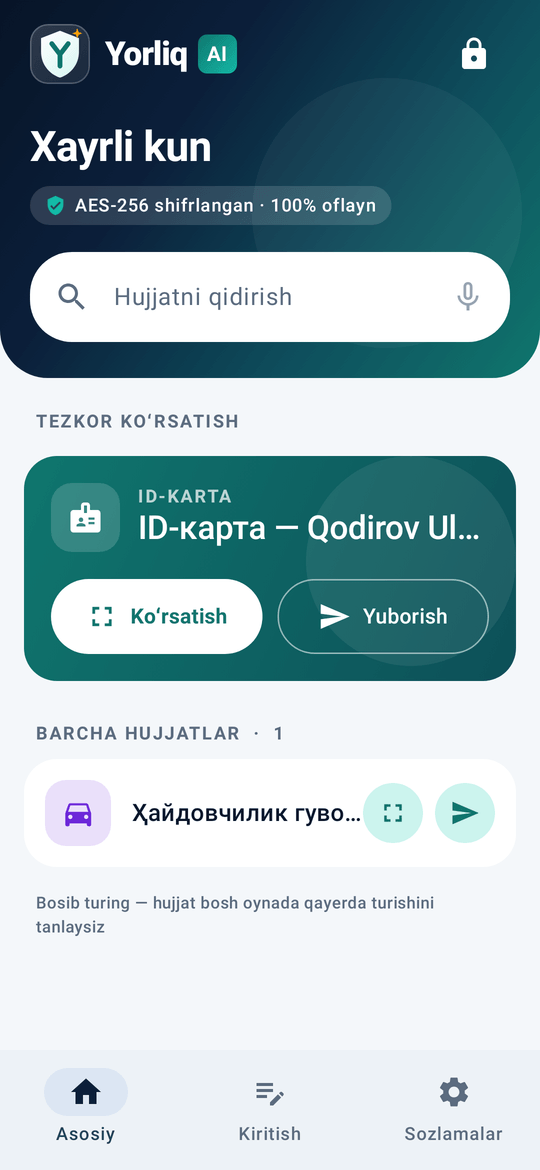 Yorliq AI
Xayrli kun
AES-256 shifrlangan · 100% oflayn
Hujjatni qidirish
TEZKOR KOʻRSATISH
ID-KARTA
ID-карта — Qodirov Ul…
Koʻrsatish
Yuborish
BARCHA HUJJATLAR · 1
Ҳайдовчилик гуво…
Bosib turing — hujjat bosh oynada qayerda turishini
tanlaysiz
Asosiy
Kiritish
Sozlamalar